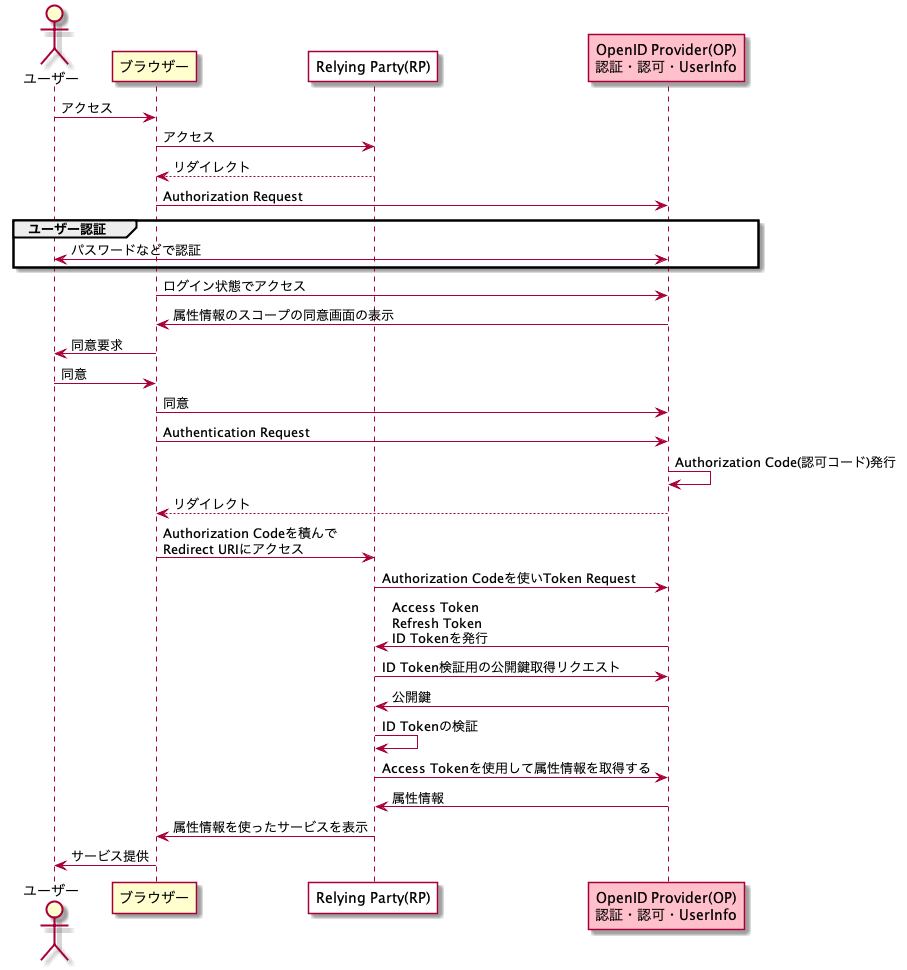 ユーザー
ブラウザー
Relying Party(RP)
OpenID Provider(OP)
認証・認可・UserInfo
アクセス
アクセス
リダイレクト
Authorization Request
ユーザー認証
パスワードなどで認証
ログイン状態でアクセス
属性情報のスコープの同意画面の表示
同意要求
同意
同意
Authentication Request
Authorization Code(認可コード)発行
リダイレクト
Authorization Codeを積んで
Redirect URIにアクセス
Authorization Codeを使いToken Request
Access Token
Refresh Token
ID Tokenを発行
ID Token検証用の公開鍵取得リクエスト
公開鍵
ID Tokenの検証
Access Tokenを使用して属性情報を取得する
属性情報
属性情報を使ったサービスを表示
サービス提供
ユーザー
ブラウザー
Relying Party(RP)
OpenID Provider(OP)
認証・認可・UserInfo